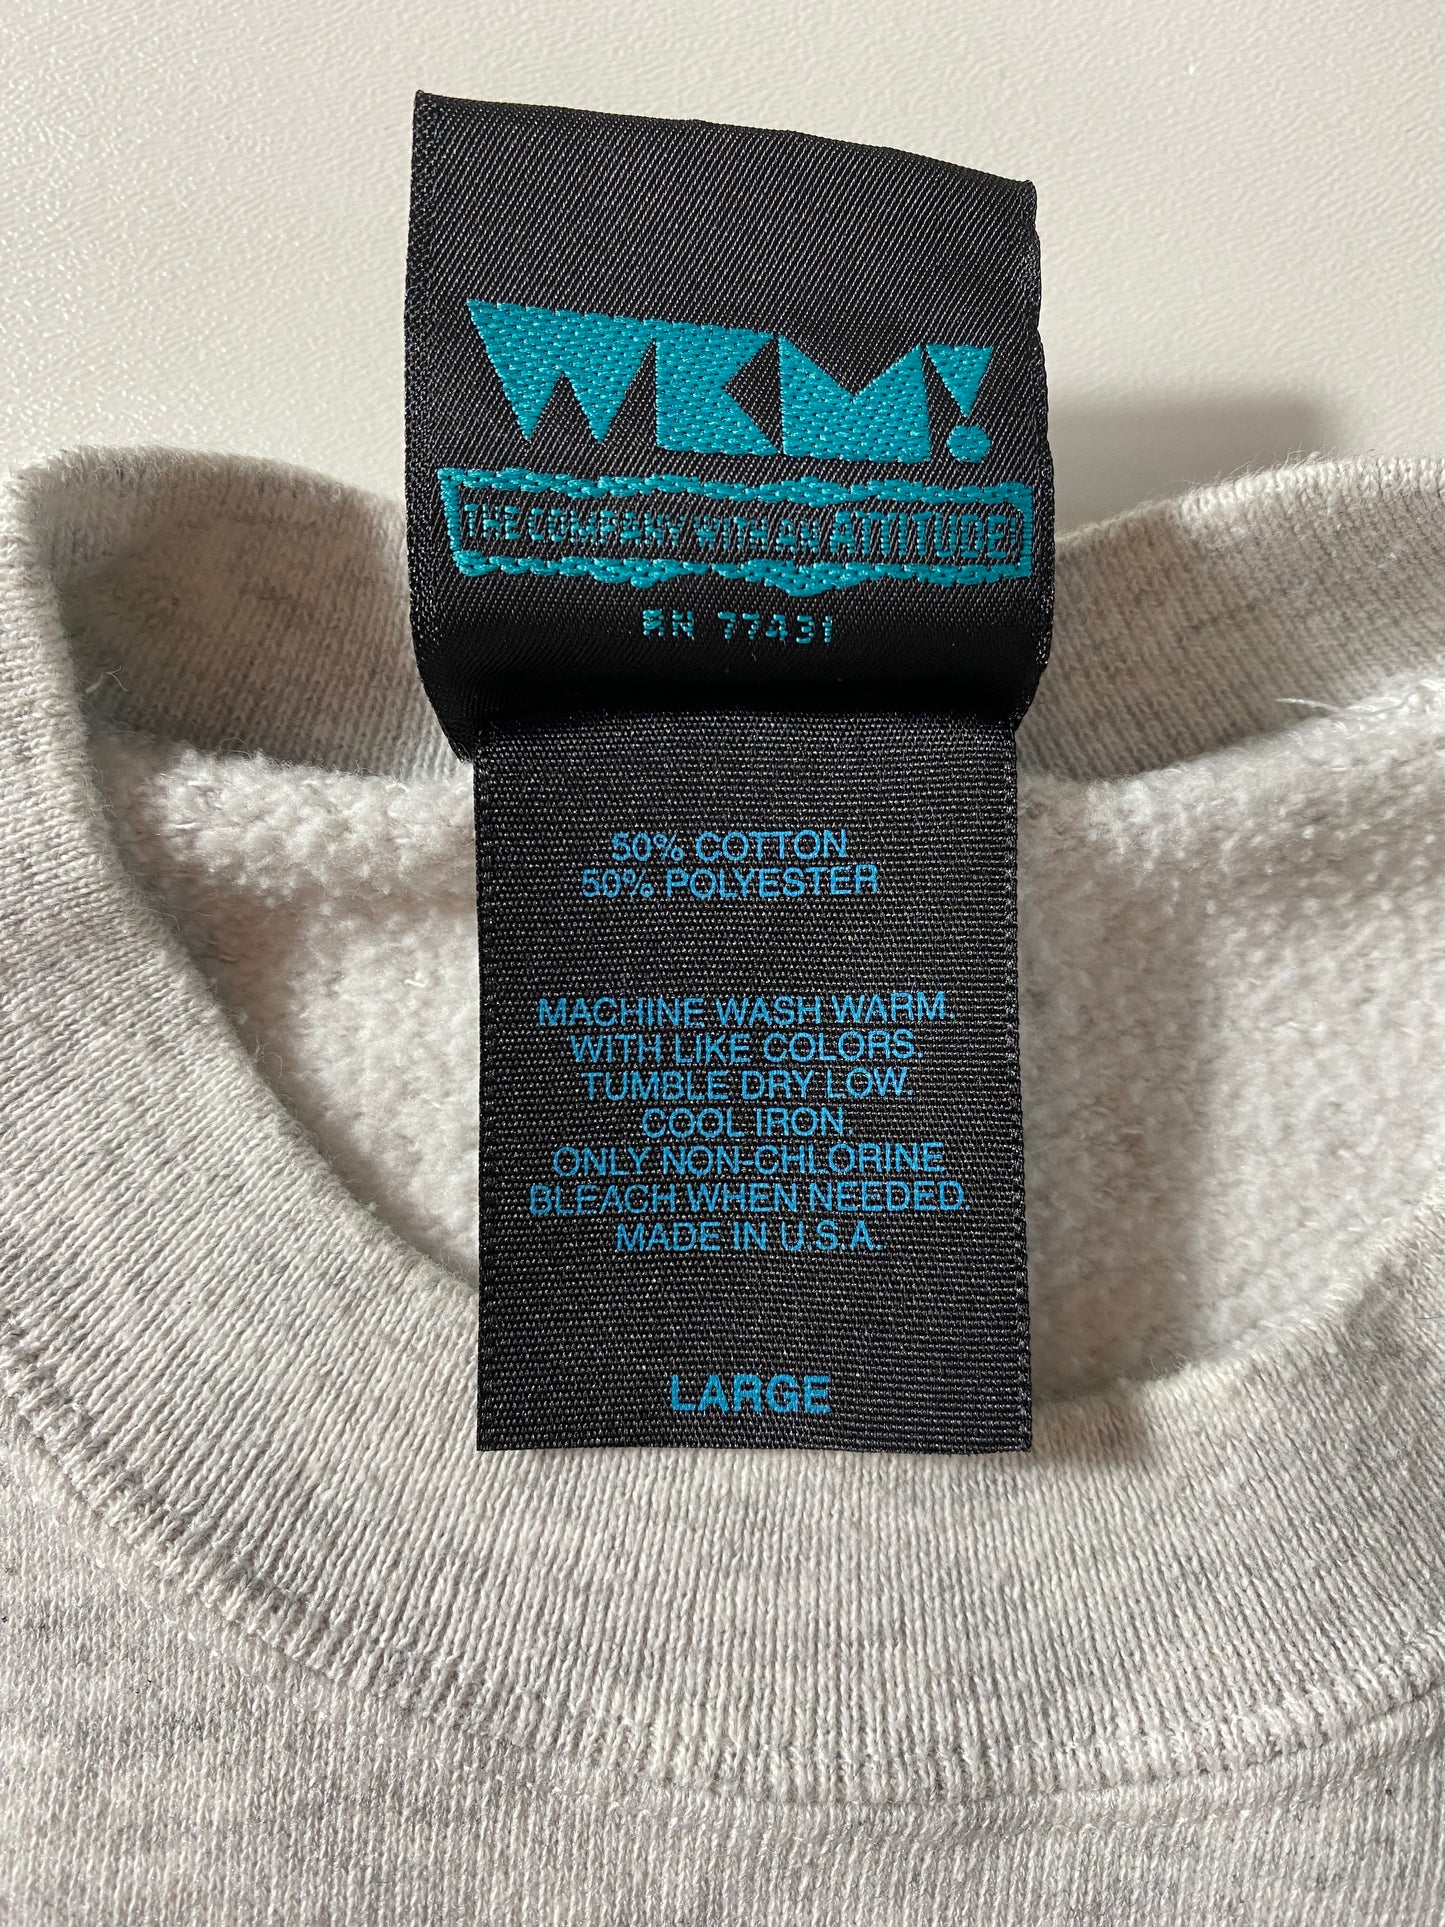 WKM!
THE COMPANY WITH AN ATTITUDE!
RN 77431
50% COTTON
50% POLYESTER
MACHINE WASH WARM
WITH LIKE COLORS.
TUMBLE DRY LOW.
COOL IRON
ONLY NON-CHLORINE
BLEACH WHEN NEEDED.
MADE IN U.S.A.
LARGE